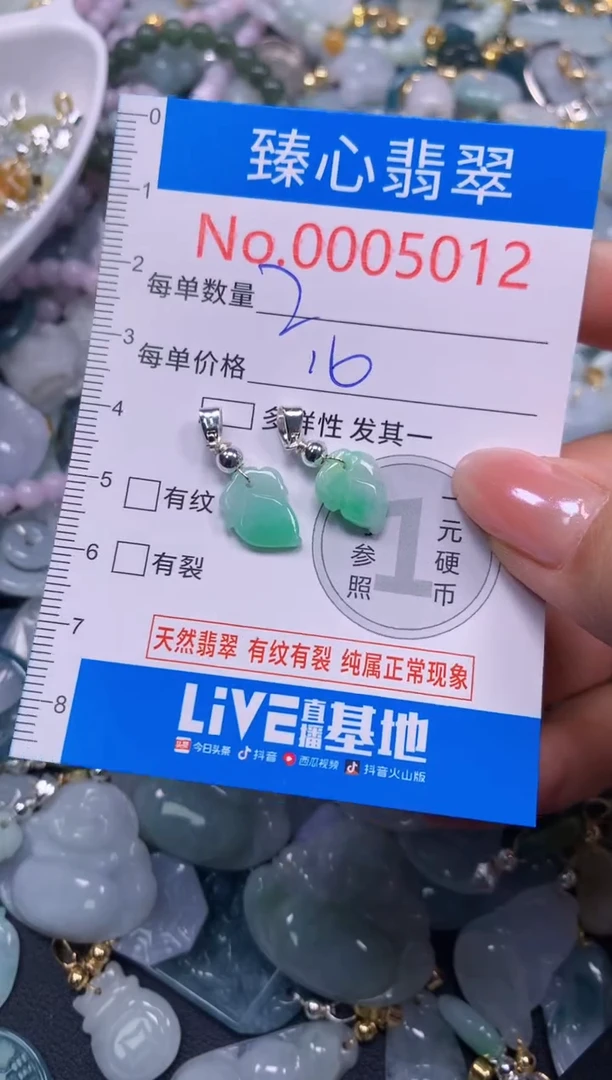 臻心翡翠
No.0005012
每单数量 2
每单价格 16
多样性 发其一
有纹
有裂
1
一元硬币
参照
天然翡翠 有纹有裂 纯属正常现象
LiVE直播基地
今日头条 抖音 西瓜视频 抖音火山版
0
1
2
3
4
5
6
7
8